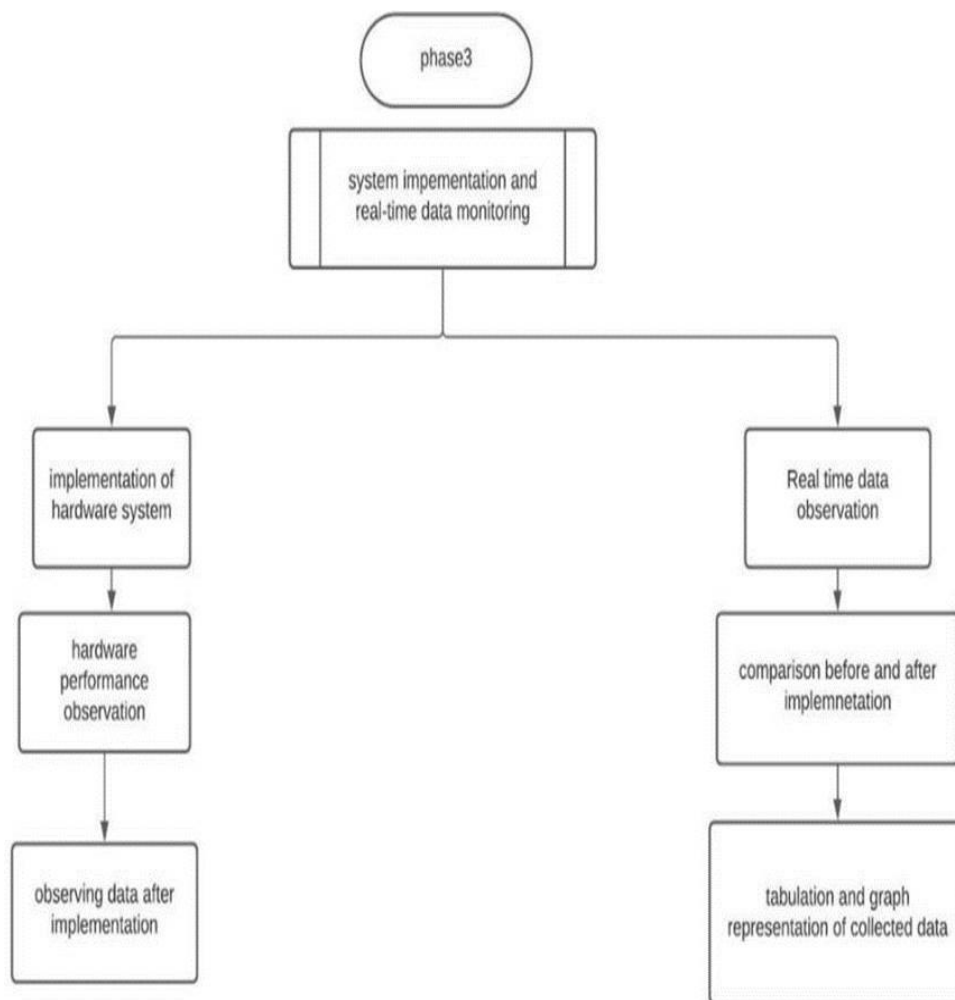 phase3
system impementation and
real-time data monitoring
implementation of
hardware system
hardware
performance
observation
observing data after
implementation
Real time data
observation
comparison before and after
implemnetation
tabulation and graph
representation of collected data